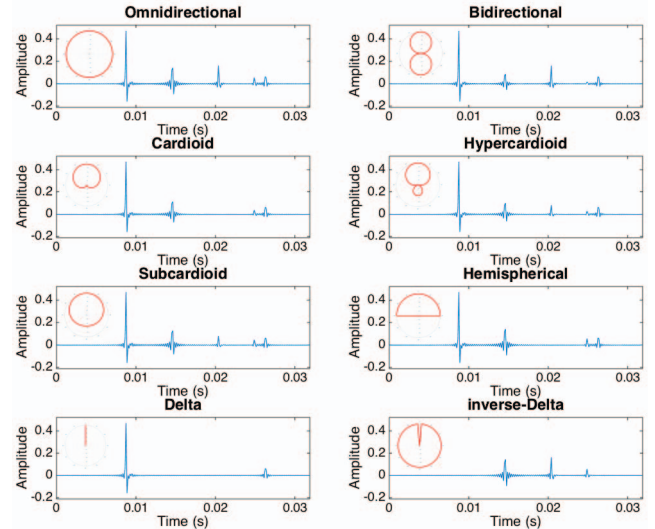 Omnidirectional
Amplitude
0.4
0.2
0
-0.2
0
0.01
0.02
0.03
Time (s)
Bidirectional
Amplitude
0.4
0.2
0
-0.2
0
0.01
0.02
0.03
Time (s)
Cardioid
Amplitude
0.4
0.2
0
-0.2
0
0.01
0.02
0.03
Time (s)
Hypercardioid
Amplitude
0.4
0.2
0
-0.2
0
0.01
0.02
0.03
Time (s)
Subcardioid
Amplitude
0.4
0.2
0
-0.2
0
0.01
0.02
0.03
Time (s)
Hemispherical
Amplitude
0.4
0.2
0
-0.2
0
0.01
0.02
0.03
Time (s)
Delta
Amplitude
0.4
0.2
0
-0.2
0
0.01
0.02
0.03
Time (s)
inverse-Delta
Amplitude
0.4
0.2
0
-0.2
0
0.01
0.02
0.03
Time (s)